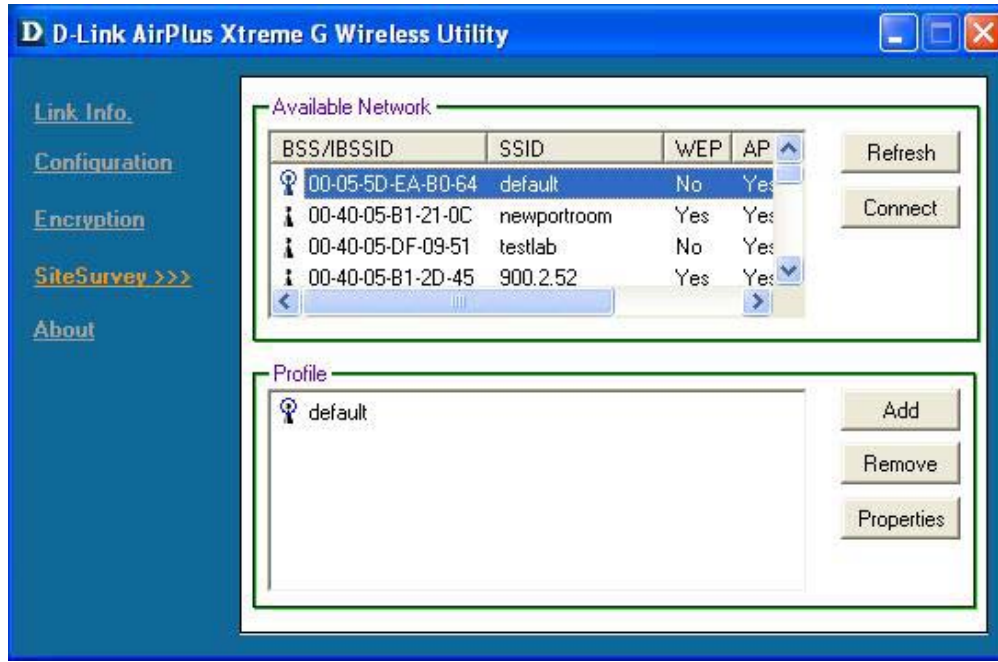 D D-Link AirPlus Xtreme G Wireless Utility
Link Info.
Configuration
Encryption
SiteSurvey >>>
About
Available Network
BSS/IBSSID SSID WEP AP
00-05-5D-EA-B0-64 default No Yes
00-40-05-B1-21-0C newportroom Yes Yes
00-40-05-DF-09-51 testlab No Yes
00-40-05-B1-2D-45 900.2.52 Yes Yes
Refresh
Connect
Profile
default
Add
Remove
Properties